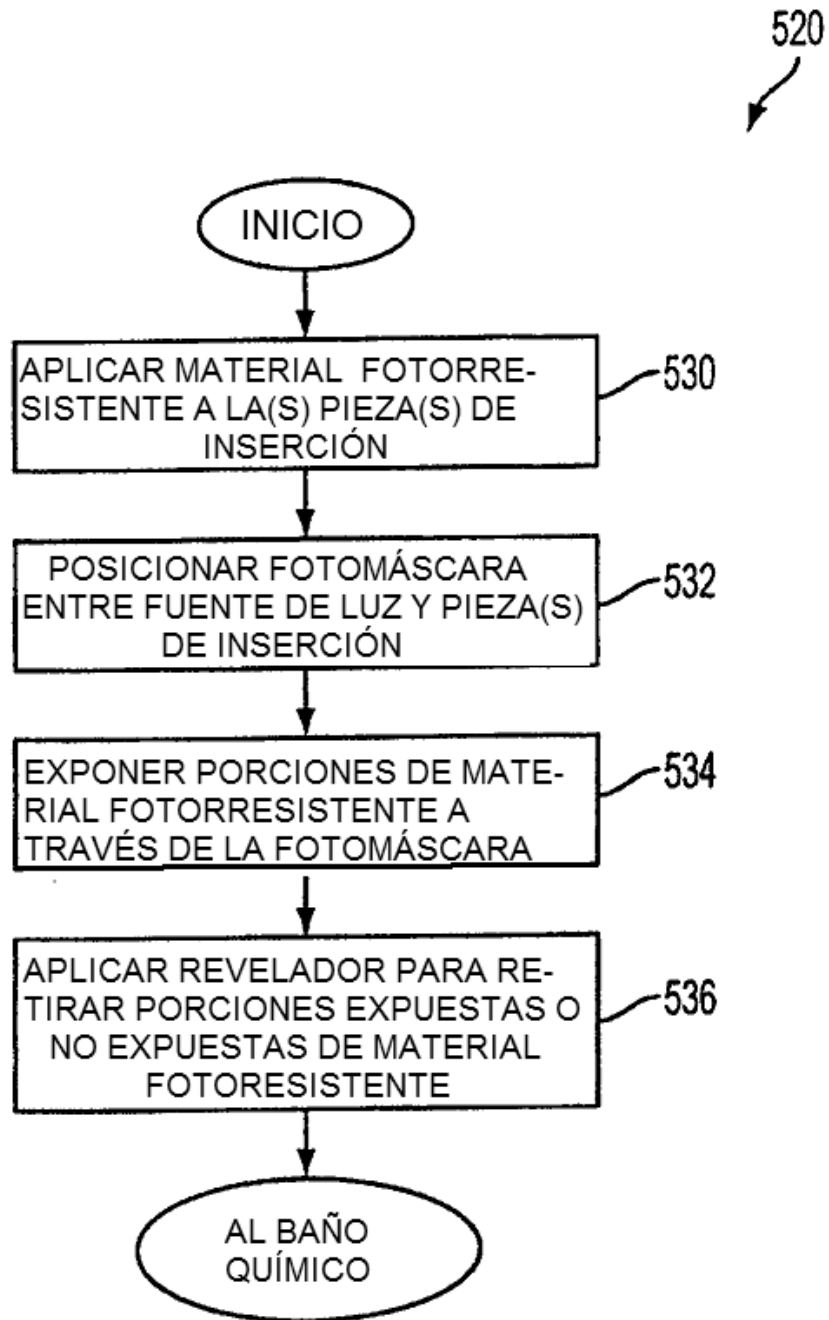 520
INICIO
APLICAR MATERIAL FOTORRE-
SISTENTE A LA(S) PIEZA(S) DE
INSERCIÓN
530
POSICIONAR FOTOMÁSCARA
ENTRE FUENTE DE LUZ Y PIEZA(S)
DE INSERCIÓN
532
EXPONER PORCIONES DE MATE-
RIAL FOTORRESISTENTE A
TRAVÉS DE LA FOTOMÁSCARA
534
APLICAR REVELADOR PARA RE-
TIRAR PORCIONES EXPUESTAS O
NO EXPUESTAS DE MATERIAL
FOTORESISTENTE
536
AL BAÑO
QUÍMICO